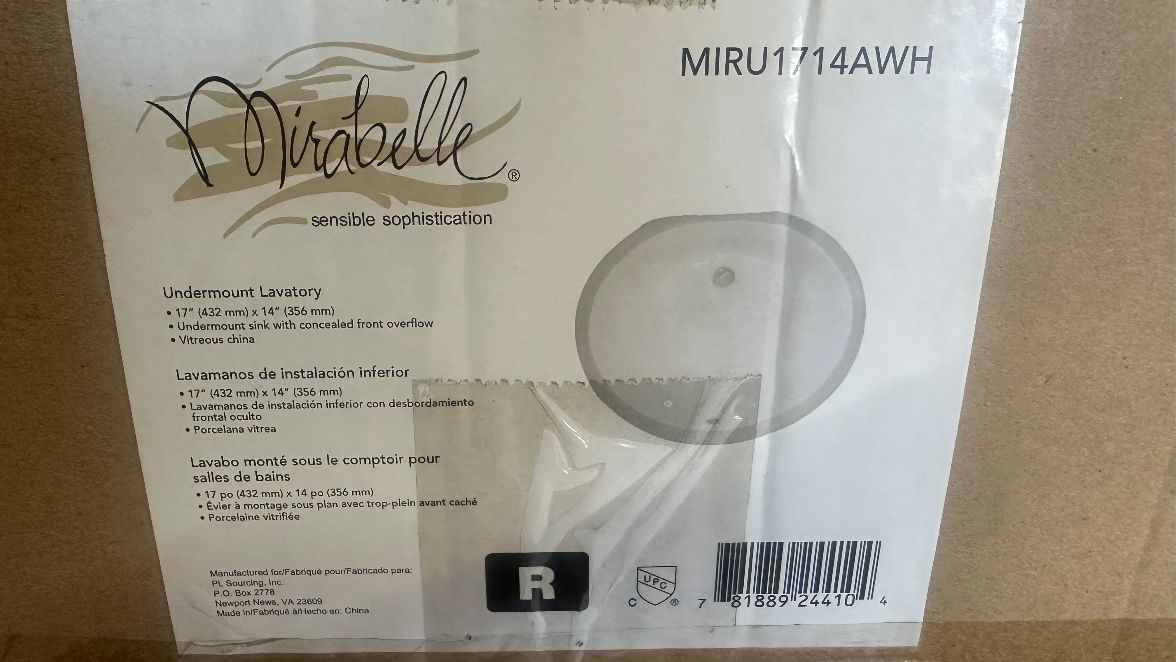 Mirabelle®
sensible sophistication
MIRU1714AWH
Undermount Lavatory
• 17" (432 mm) x 14" (356 mm)
• Undermount sink with concealed front overflow
• Vitreous china
Lavamanos de instalación inferior
• 17" (432 mm) x 14" (356 mm)
• Lavamanos de instalación inferior con desbordamiento
frontal oculto
• Porcelana vitrea
Lavabo monté sous le comptoir pour
salles de bains
• 17 po (432 mm) x 14 po (356 mm)
• Évier à montage sous plan avec trop-plein avant caché
• Porcelaine vitrifiée
Manufactured for/Fabriqué pour/Fabricado para:
PL Sourcing, Inc.
P.O. Box 2778
Newport News, VA 23609
Made in/Fabriqué à/Hecho en: China
R
C UPC ®
7 81889 24410 4